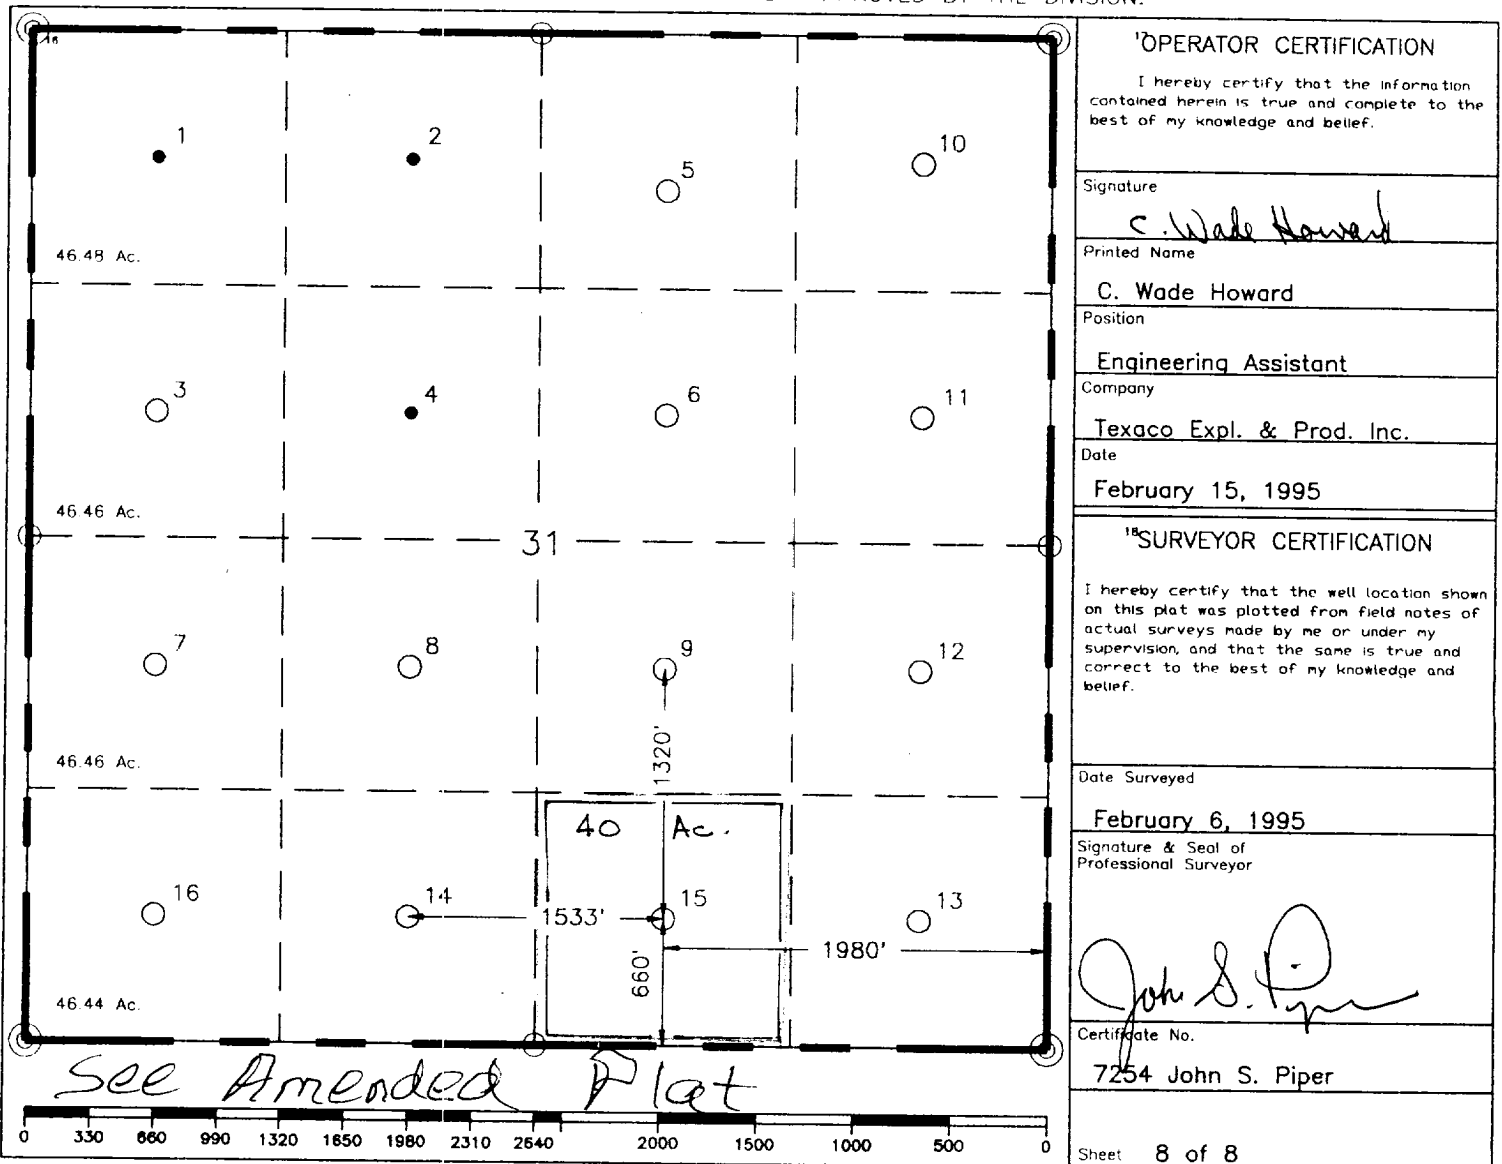 APPROVED BY THE DIVISION.
16
1
2
5
10
46.48 Ac.
3
4
6
11
46.46 Ac.
31
7
8
9
12
1320'
46.46 Ac.
40 Ac.
16
14
1533'
15
13
1980'
660'
46.44 Ac.
See Amended Plat
0 330 660 990 1320 1650 1980 2310 2640 2000 1500 1000 500 0
17 OPERATOR CERTIFICATION
I hereby certify that the information
contained herein is true and complete to the
best of my knowledge and belief.
Signature
C. Wade Howard
Printed Name
C. Wade Howard
Position
Engineering Assistant
Company
Texaco Expl. & Prod. Inc.
Date
February 15, 1995
18 SURVEYOR CERTIFICATION
I hereby certify that the well location shown
on this plat was plotted from field notes of
actual surveys made by me or under my
supervision, and that the same is true and
correct to the best of my knowledge and
belief.
Date Surveyed
February 6, 1995
Signature & Seal of
Professional Surveyor
John S. Piper
Certificate No.
7254 John S. Piper
Sheet 8 of 8